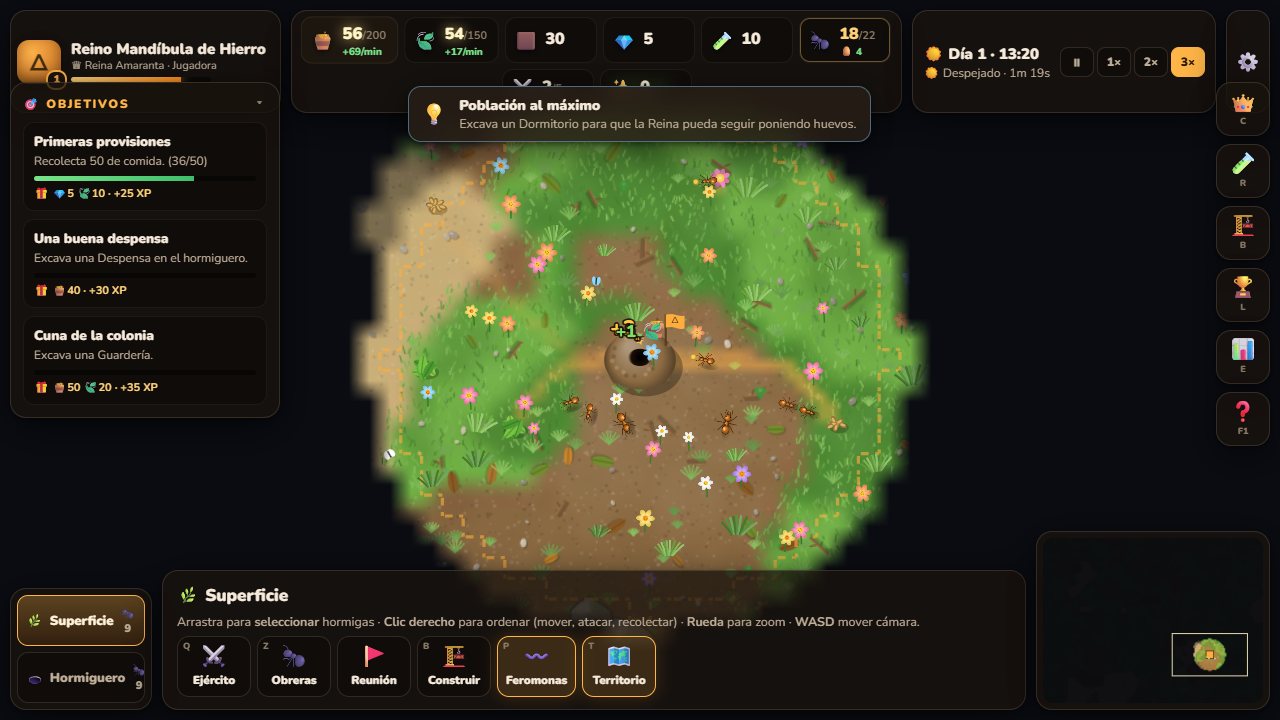 Reino Mandíbula de Hierro
Reina Amaranta · Jugadora
1
56/200
+69/min
54/150
+17/min
30
5
10
18/22
4
Día 1 · 13:20
Despejado · 1m 19s
1×
2×
3×
OBJETIVOS
Primeras provisiones
Recolecta 50 de comida. (36/50)
5 10 · +25 XP
Una buena despensa
Excava una Despensa en el hormiguero.
40 · +30 XP
Cuna de la colonia
Excava una Guardería.
50 20 · +35 XP
Población al máximo
Excava un Dormitorio para que la Reina pueda seguir poniendo huevos.
C
R
B
L
E
F1
+1
Superficie
9
Hormiguero
9
Superficie
Arrastra para seleccionar hormigas · Clic derecho para ordenar (mover, atacar, recolectar) · Rueda para zoom · WASD mover cámara.
Q
Ejército
Z
Obreras
Reunión
B
Construir
P
Feromonas
T
Territorio